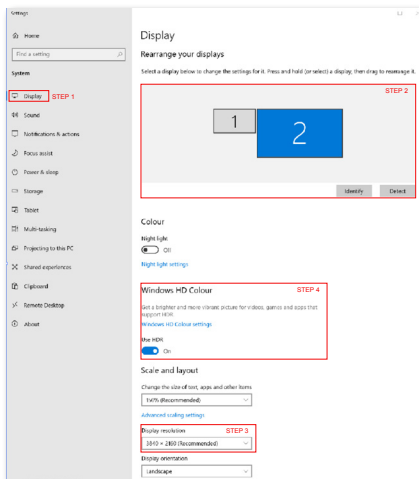 Settings
Home
Find a setting
System
Display STEP 1
Sound
Notifications & actions
Focus assist
Power & sleep
Storage
Tablet
Multi-tasking
Projecting to this PC
Shared experiences
Clipboard
Remote Desktop
About
Display
Rearrange your displays
Select a display below to change the settings for it. Press and hold (or select) a display, then drag to rearrange it.
STEP 2
1
2
Identify Detect
Colour
Night light
Off
Night light settings
Windows HD Colour STEP 4
Get a brighter and more vibrant picture for videos, games and apps that
support HDR.
Windows HD Colour settings
Use HDR
On
Scale and layout
Change the size of text, apps and other items
150% (Recommended)
Advanced scaling settings
Display resolution STEP 3
3840 × 2160 (Recommended)
Display orientation
Landscape